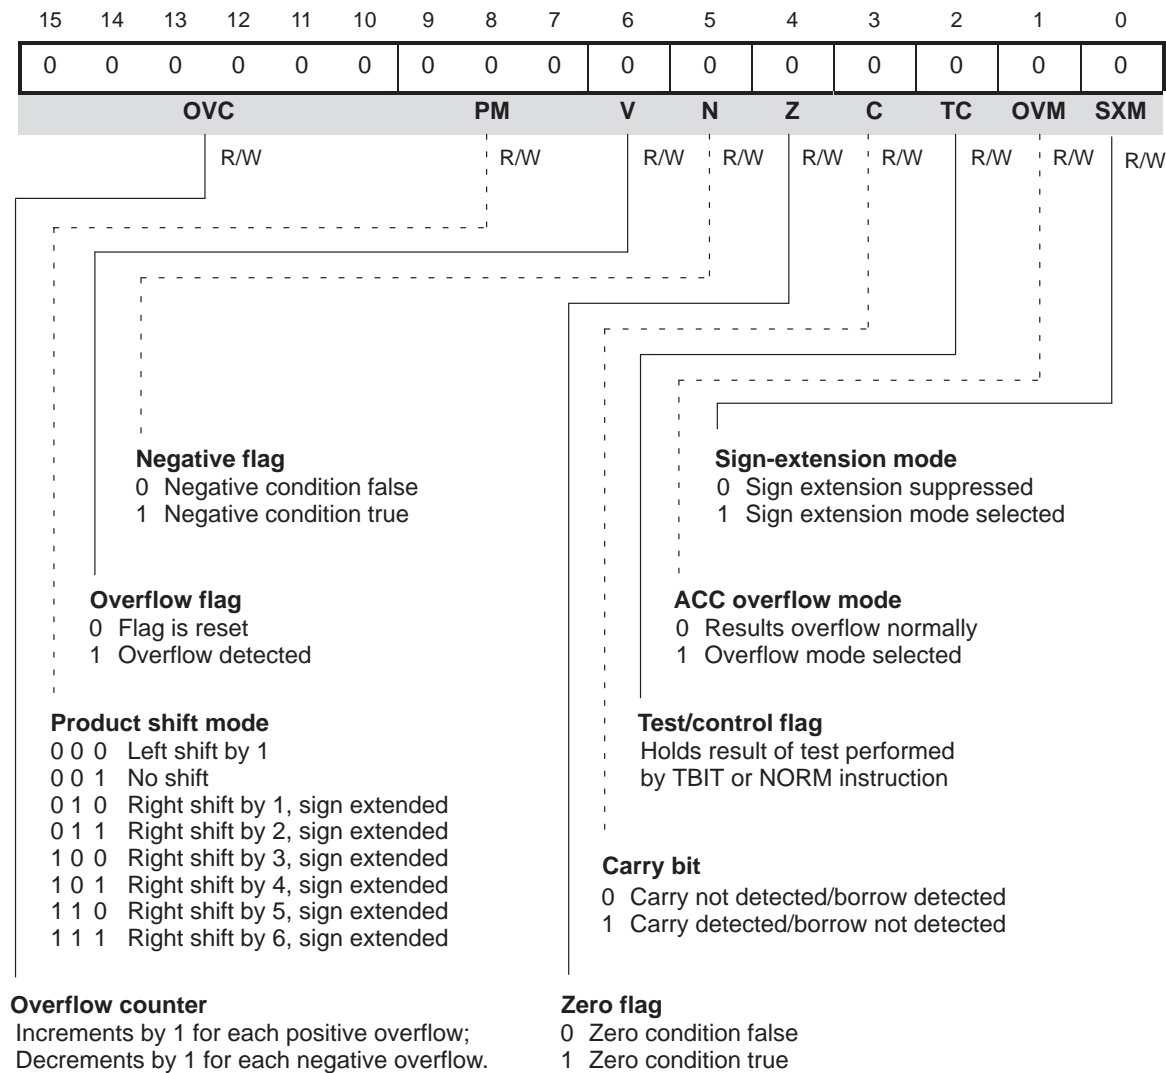 15 14 13 12 11 10 9 8 7 6 5 4 3 2 1 0
0 0 0 0 0 0 0 0 0 0 0 0 0 0 0 0
OVC PM V N Z C TC OVM SXM
R/W R/W R/W R/W R/W R/W R/W R/W R/W
Negative flag
0 Negative condition false
1 Negative condition true
Sign-extension mode
0 Sign extension suppressed
1 Sign extension mode selected
Overflow flag
0 Flag is reset
1 Overflow detected
ACC overflow mode
0 Results overflow normally
1 Overflow mode selected
Product shift mode
0 0 0 Left shift by 1
0 0 1 No shift
0 1 0 Right shift by 1, sign extended
0 1 1 Right shift by 2, sign extended
1 0 0 Right shift by 3, sign extended
1 0 1 Right shift by 4, sign extended
1 1 0 Right shift by 5, sign extended
1 1 1 Right shift by 6, sign extended
Test/control flag
Holds result of test performed
by TBIT or NORM instruction
Carry bit
0 Carry not detected/borrow detected
1 Carry detected/borrow not detected
Overflow counter
Increments by 1 for each positive overflow;
Decrements by 1 for each negative overflow.
Zero flag
0 Zero condition false
1 Zero condition true